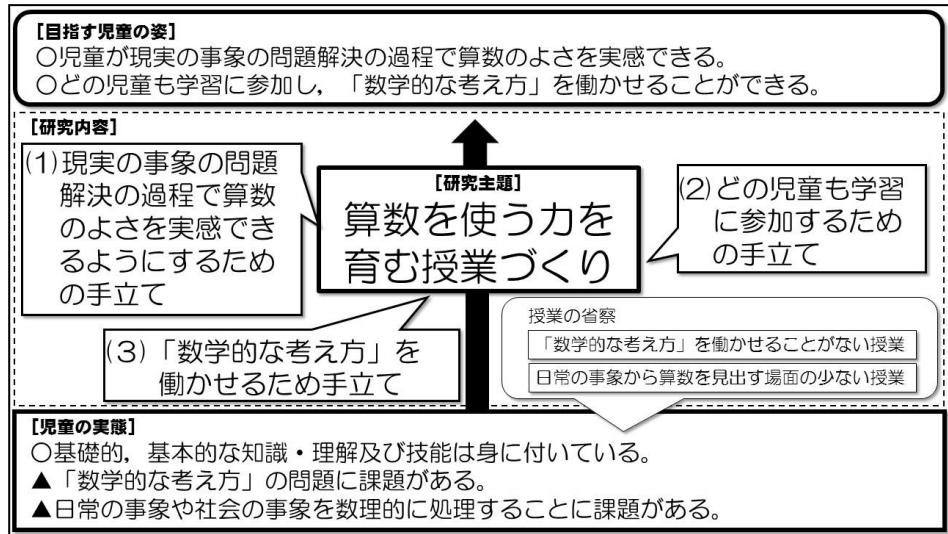 [目指す児童の姿]
○児童が現実の事象の問題解決の過程で算数のよさを実感できる。
○どの児童も学習に参加し，「数学的な考え方」を働かせることができる。
[研究内容]
(1)現実の事象の問題
解決の過程で算数
のよさを実感でき
るようにするため
の手立て
[研究主題]
算数を使う力を
育む授業づくり
(2)どの児童も学習
に参加するため
の手立て
(3)「数学的な考え方」を
働かせるため手立て
授業の省察
「数学的な考え方」を働かせることがない授業
日常の事象から算数を見出す場面の少ない授業
[児童の実態]
○基礎的，基本的な知識・理解及び技能は身に付いている。
▲「数学的な考え方」の問題に課題がある。
▲日常の事象や社会の事象を数理的に処理することに課題がある。